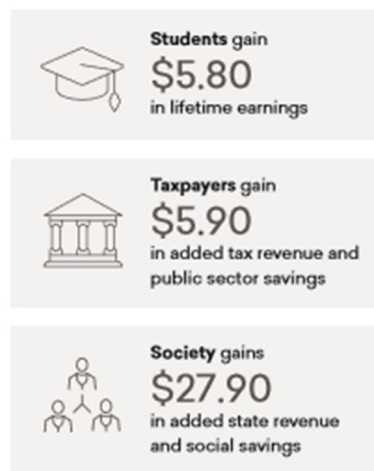 Students gain
$5.80
in lifetime earnings
Taxpayers gain
$5.90
in added tax revenue and
public sector savings
Society gains
$27.90
in added state revenue
and social savings